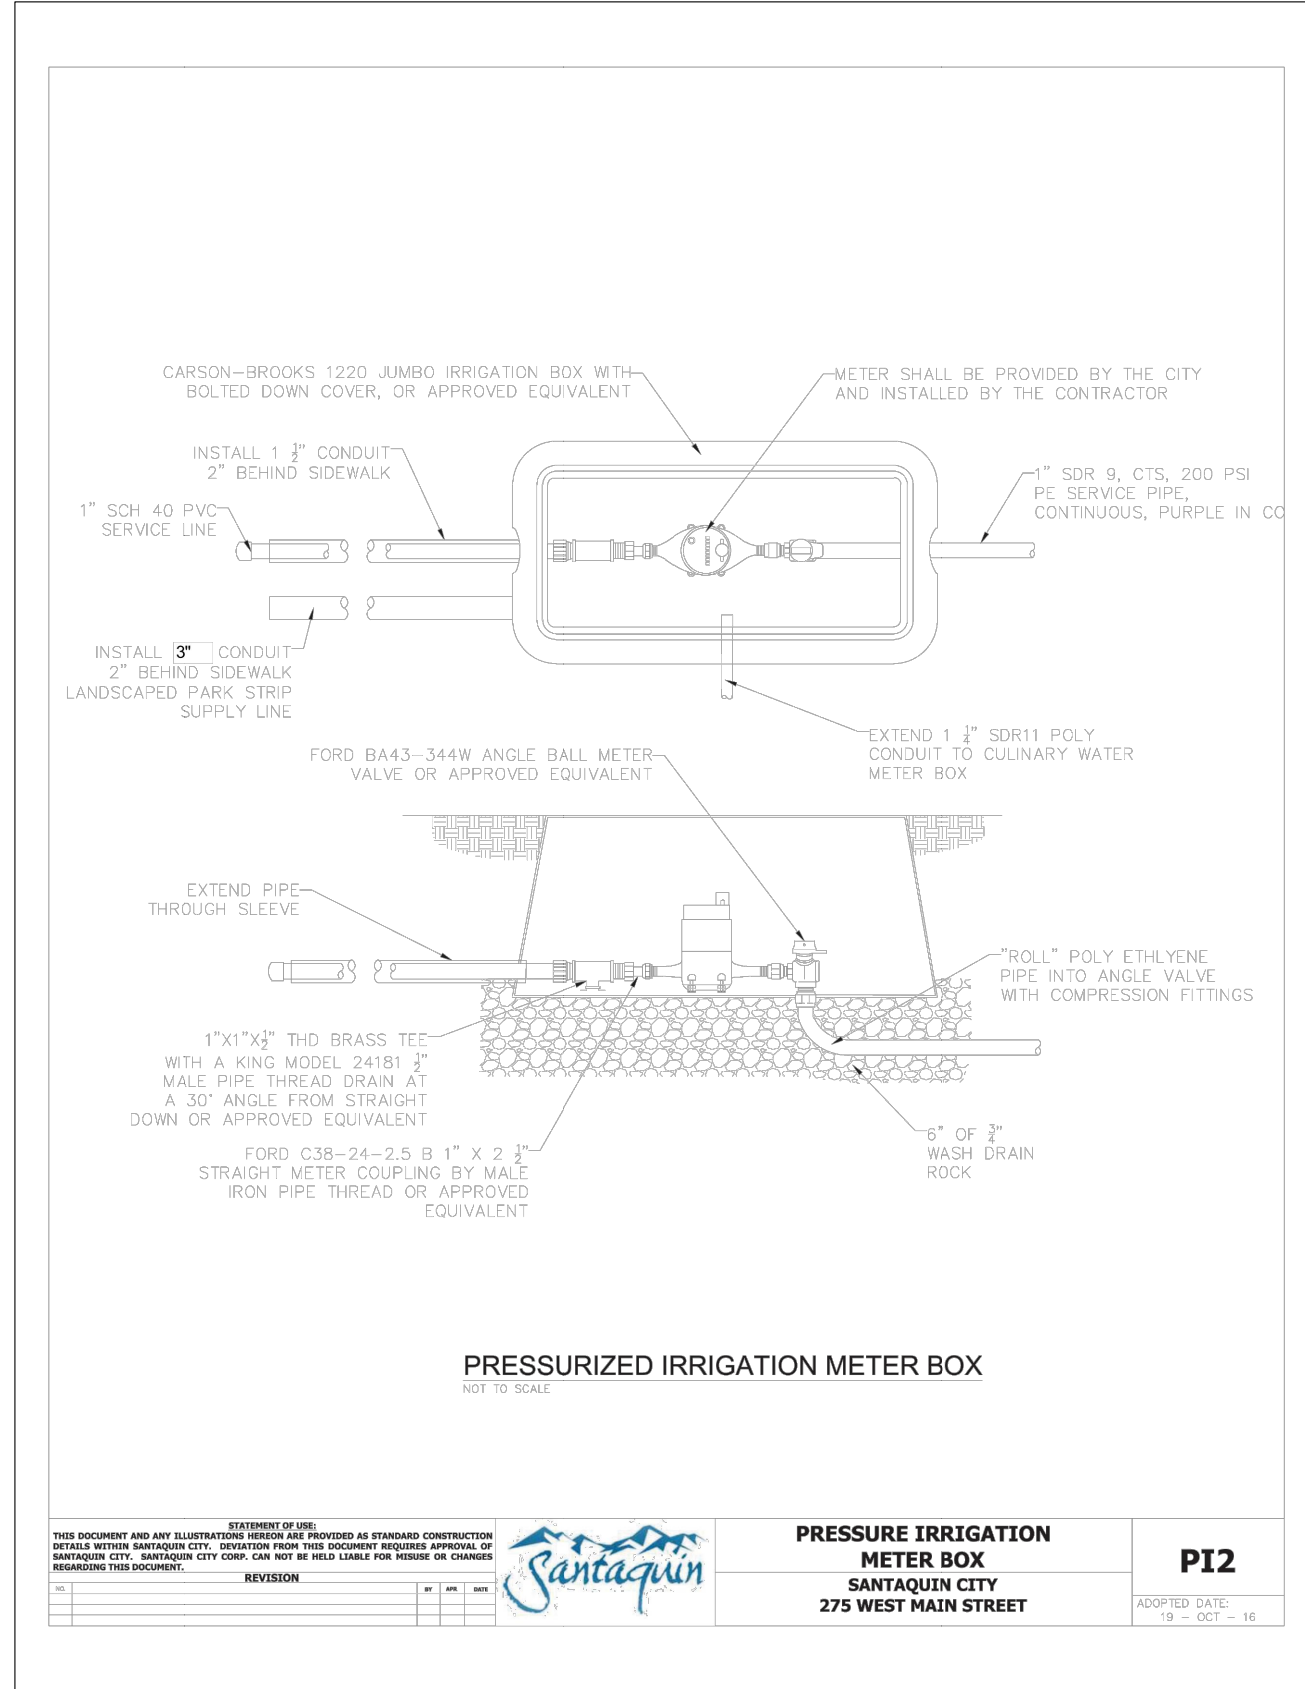 CARSON-BROOKS 1220 JUMBO IRRIGATION BOX WITH
BOLTED DOWN COVER, OR APPROVED EQUIVALENT
METER SHALL BE PROVIDED BY THE CITY
AND INSTALLED BY THE CONTRACTOR
INSTALL 1 1/2" CONDUIT
2" BEHIND SIDEWALK
1" SDR 9, CTS, 200 PSI
PE SERVICE PIPE,
CONTINUOUS, PURPLE IN CO
1" SCH 40 PVC
SERVICE LINE
INSTALL 3" CONDUIT
2" BEHIND SIDEWALK
LANDSCAPED PARK STRIP
SUPPLY LINE
EXTEND 1 1/4" SDR11 POLY
CONDUIT TO CULINARY WATER
METER BOX
FORD BA43-344W ANGLE BALL METER
VALVE OR APPROVED EQUIVALENT
EXTEND PIPE
THROUGH SLEEVE
"ROLL" POLY ETHLYENE
PIPE INTO ANGLE VALVE
WITH COMPRESSION FITTINGS
1"X1"X1/2" THD BRASS TEE
WITH A KING MODEL 24181 1/2"
MALE PIPE THREAD DRAIN AT
A 30° ANGLE FROM STRAIGHT
DOWN OR APPROVED EQUIVALENT
6" OF 3/4"
WASH DRAIN
ROCK
FORD C38-24-2.5 B 1" X 2 1/2"
STRAIGHT METER COUPLING BY MALE
IRON PIPE THREAD OR APPROVED
EQUIVALENT
PRESSURIZED IRRIGATION METER BOX
NOT TO SCALE
STATEMENT OF USE:
THIS DOCUMENT AND ANY ILLUSTRATIONS HEREON ARE PROVIDED AS STANDARD CONSTRUCTION
DETAILS WITHIN SANTAQUIN CITY. DEVIATION FROM THIS DOCUMENT REQUIRES APPROVAL OF
SANTAQUIN CITY. SANTAQUIN CITY CORP. CAN NOT BE HELD LIABLE FOR MISUSE OR CHANGES
REGARDING THIS DOCUMENT.
REVISION
NO. BY APR. DATE
Santaquin
PRESSURE IRRIGATION
METER BOX
SANTAQUIN CITY
275 WEST MAIN STREET
PI2
ADOPTED DATE:
19 - OCT - 16